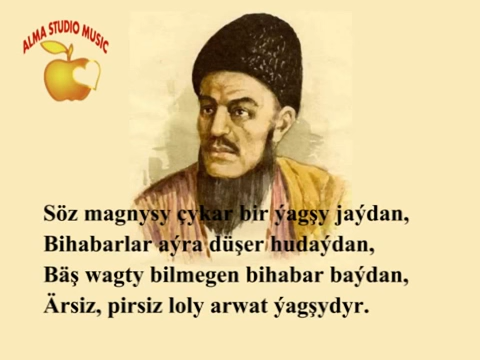 ALMA STUDIO MUSIC
Söz magnysy çykar bir ýagşy jaýdan,
Bihabarlar aýra düşer hudaýdan,
Bäş wagty bilmegen bihabar baýdan,
Ärsiz, pirsiz loly arwat ýagşydyr.